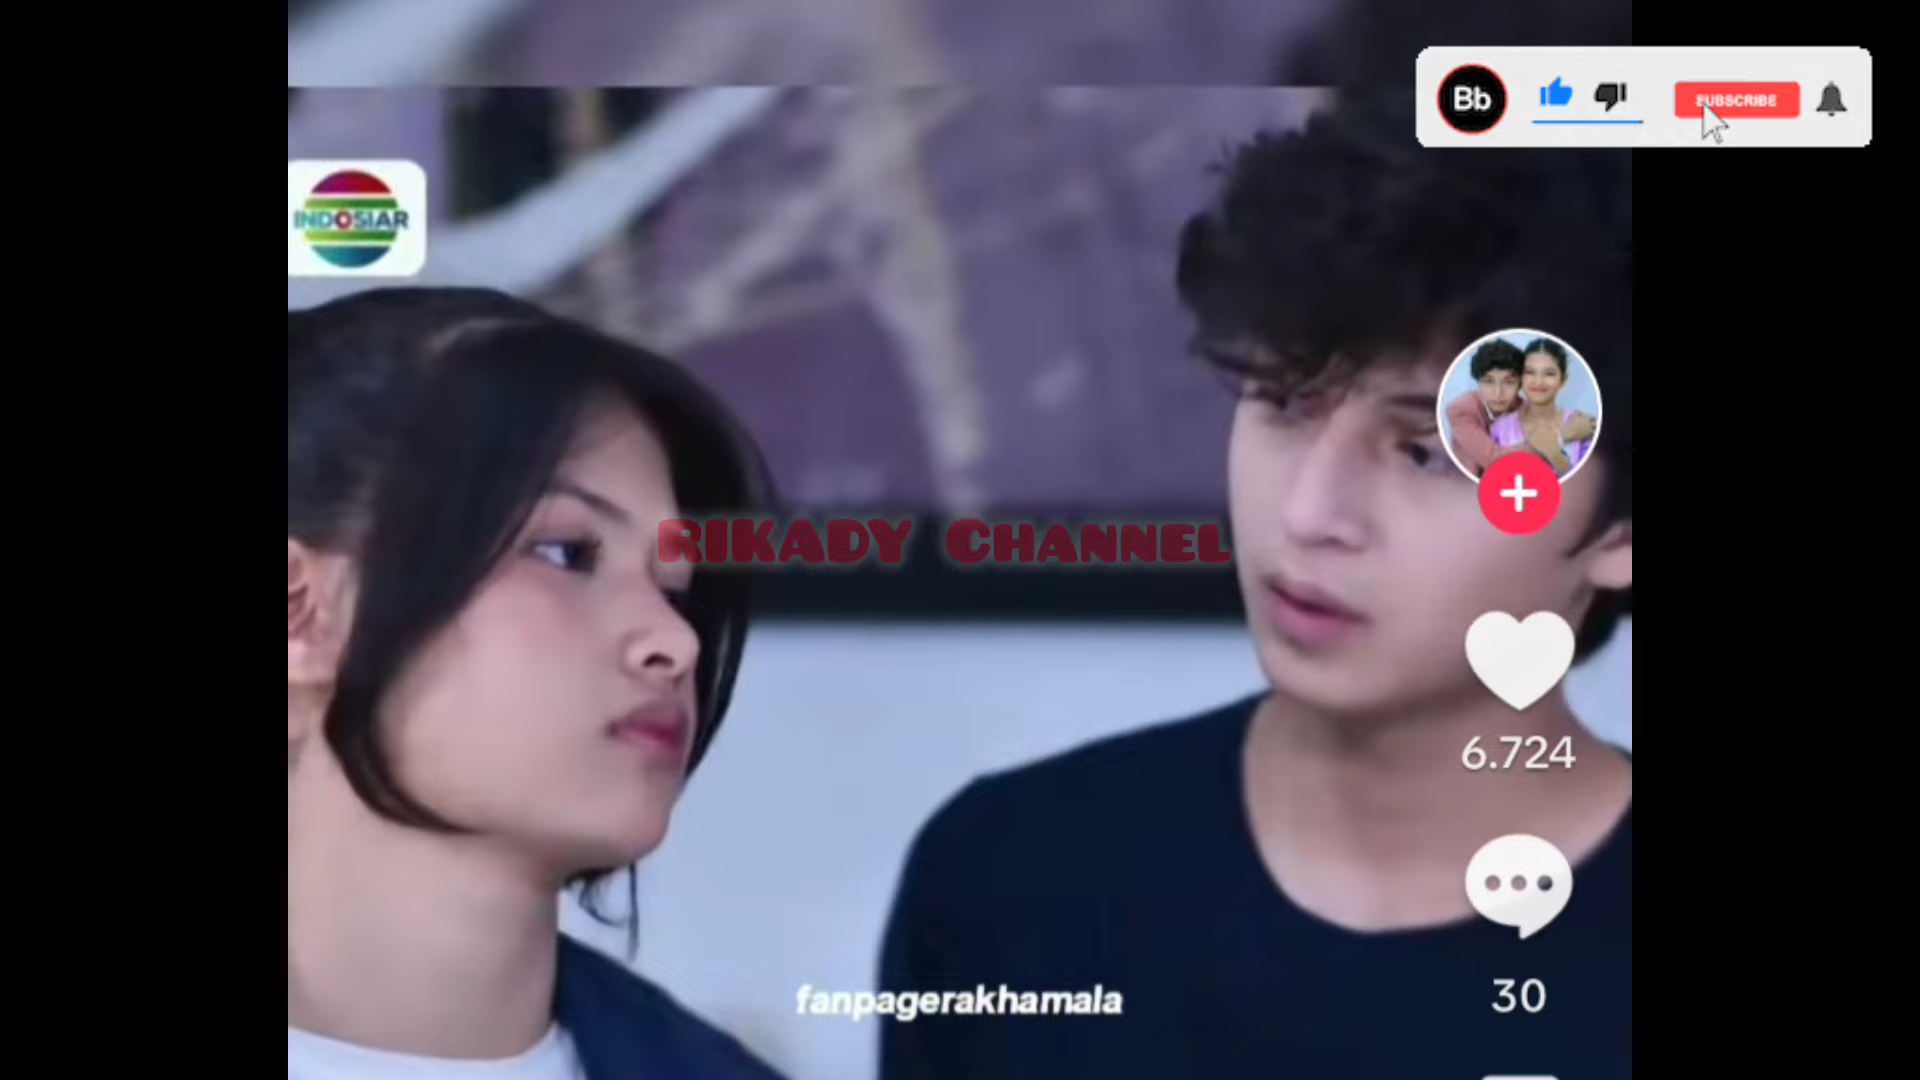 Bb
SUBSCRIBE
INDOSIAR
RIKADY CHANNEL
6.724
fanpagerakhamala
30